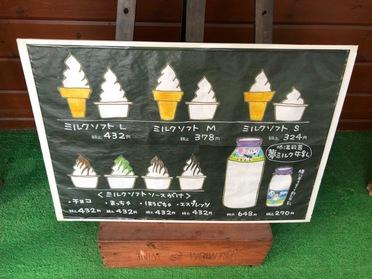 ミルクソフト L
税込 432円
ミルクソフト M
税込 378円
ミルクソフト S
税込 324円
<ミルクソフトソースがけ>
・チョコ ・まっちゃ ・ほうじちゃ ・エスプレッソ
税込 432円 税込 432円 税込 432円 税込 432円
ミルク牛乳
税込 648円
税込 270円